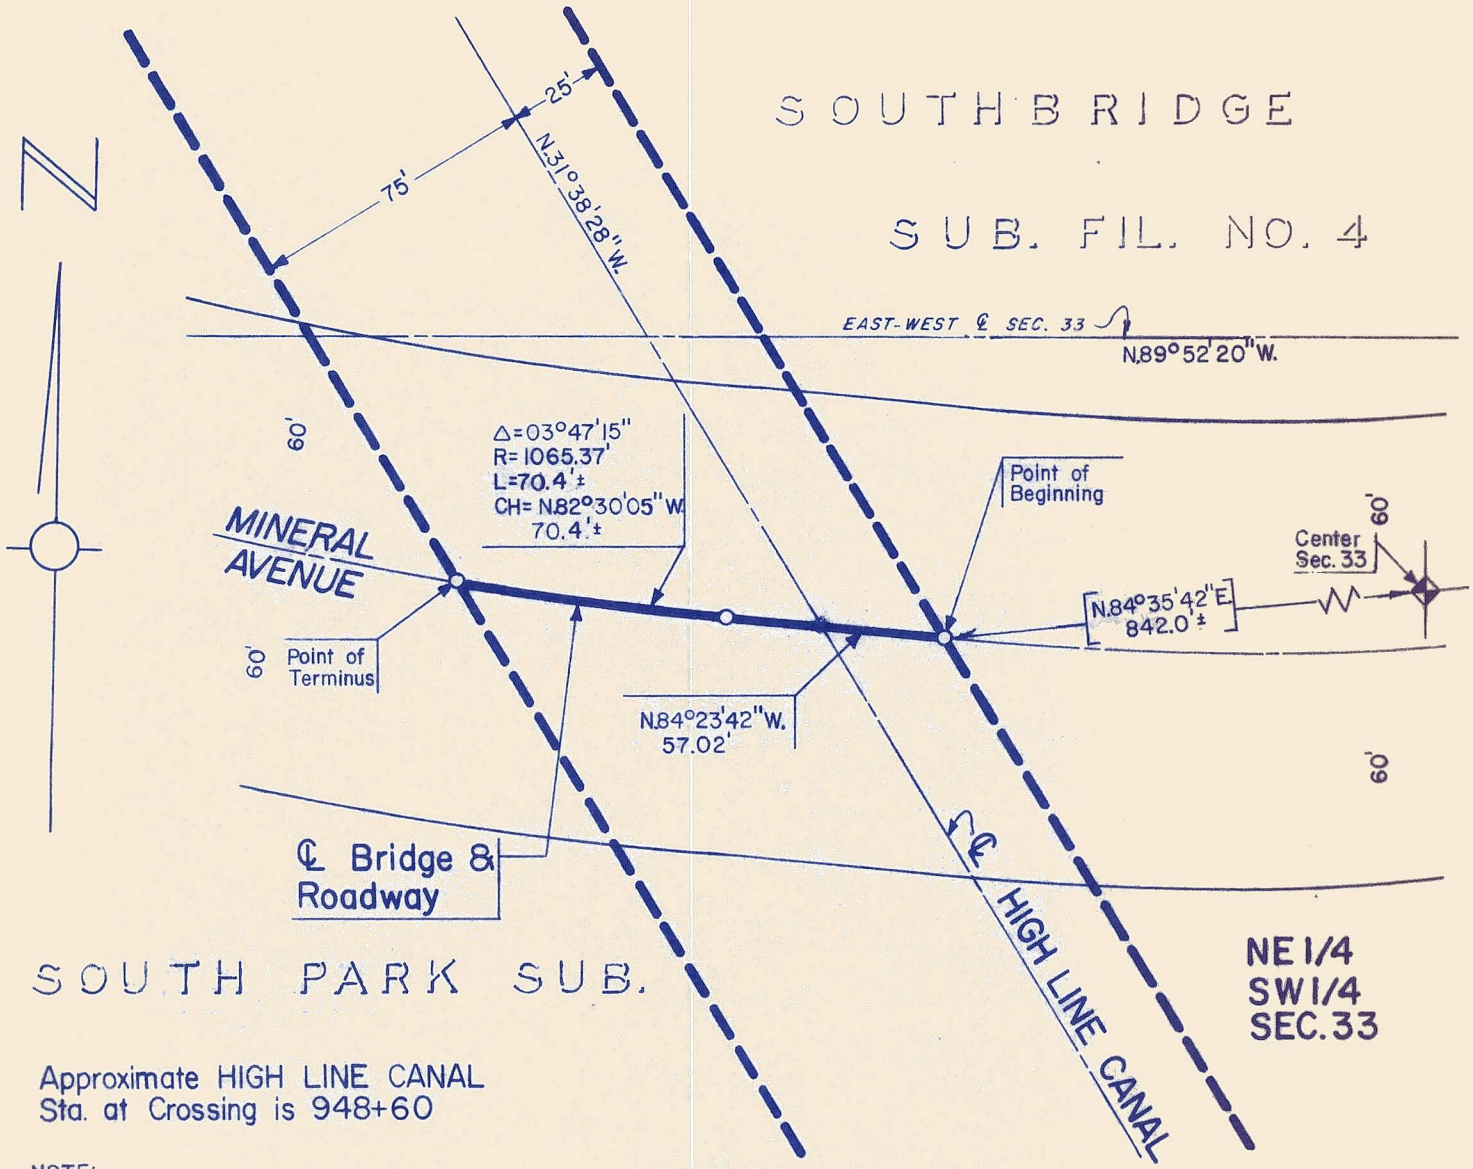 N
25'
75'
N.31°38'28"W.
SOUTHBRIDGE
SUB. FIL. NO. 4
EAST-WEST ℄ SEC. 33
N.89°52'20"W.
60'
Δ=03°47'15"
R=1065.37'
L=70.4'±
CH= N.82°30'05"W.
70.4'±
Point of
Beginning
60'
Center
Sec. 33
MINERAL
AVENUE
N.84°35'42"E.
842.0'±
60'
Point of
Terminus
N.84°23'42"W.
57.02'
60'
℄ Bridge &
Roadway
℄ HIGH LINE CANAL
NE 1/4
SW 1/4
SEC. 33
SOUTH PARK SUB.
Approximate HIGH LINE CANAL
Sta. at Crossing is 948+60
NOTE: